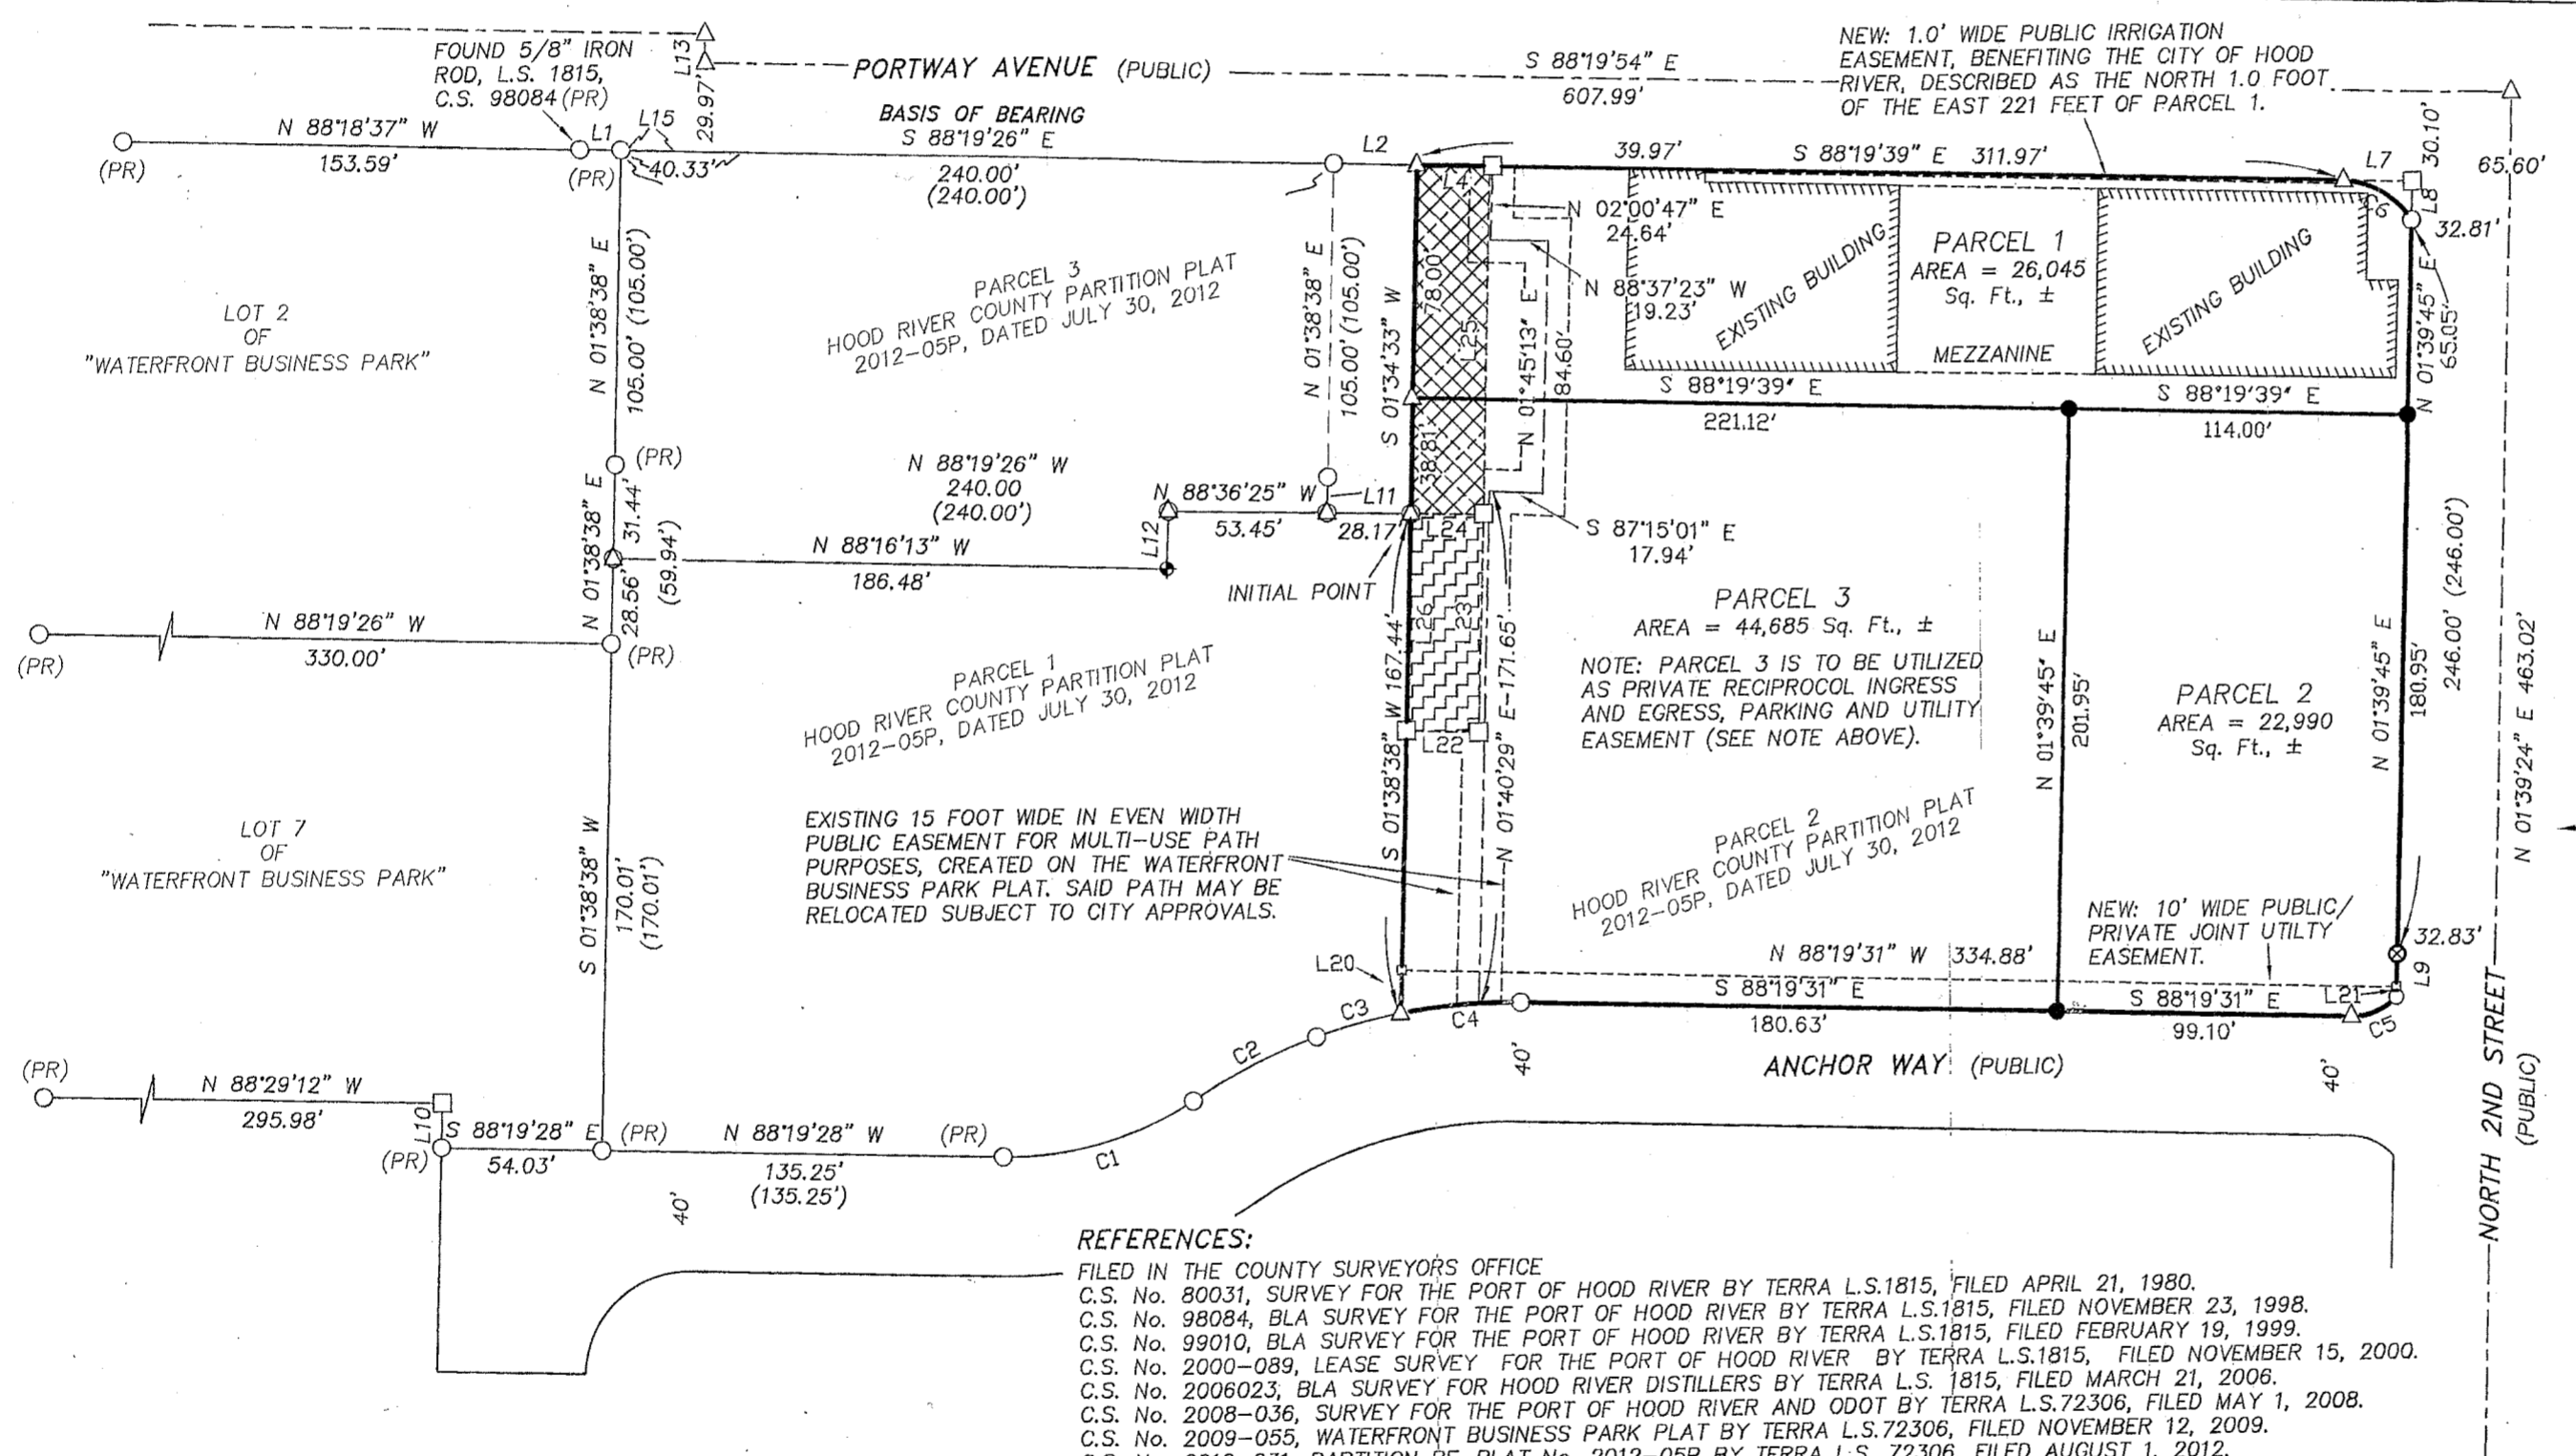 FOUND 5/8" IRON
ROD, L.S. 1815,
C.S. 98084 (PR)
L13
29.97'
PORTWAY AVENUE (PUBLIC)
S 88°19'54" E
607.99'
NEW: 1.0' WIDE PUBLIC IRRIGATION
EASEMENT, BENEFITING THE CITY OF HOOD
RIVER, DESCRIBED AS THE NORTH 1.0 FOOT
OF THE EAST 221 FEET OF PARCEL 1.
N 88°18'37" W
153.59'
(PR)
L1
L15
(PR)
40.33'
BASIS OF BEARING
S 88°19'26" E
240.00'
(240.00')
L2
L4
39.97'
S 88°19'39" E 311.97'
L7
30.10'
65.60'
L8
32.81'
N 02°00'47" E
24.64'
N 88°37'23" W
19.23'
EXISTING BUILDING
PARCEL 1
AREA = 26,045
Sq. Ft., ±
MEZZANINE
EXISTING BUILDING
N 01°39'45" E
65.05'
LOT 2
OF
"WATERFRONT BUSINESS PARK"
N 01°38'38" E
105.00' (105.00')
PARCEL 3
HOOD RIVER COUNTY PARTITION PLAT
2012-05P, DATED JULY 30, 2012
N 01°38'38" E
105.00' (105.00')
S 01°34'33" W
78.00'
L25
N 01°45'13" E
84.60'
38.81'
S 88°19'39" E
221.12'
S 88°19'39" E
114.00'
(PR)
N 01°38'38" E
31.44'
28.56'
(59.94')
N 88°19'26" W
240.00
(240.00')
N 88°36'25" W
53.45'
L11
28.17'
L12
L24
S 87°15'01" E
17.94'
N 88°16'13" W
186.48'
INITIAL POINT
N 88°19'26" W
330.00'
(PR)
(PR)
L26
23
S 01°38'38" W 167.44'
N 01°40'29" E-171.65'
L22
PARCEL 3
AREA = 44,685 Sq. Ft., ±
NOTE: PARCEL 3 IS TO BE UTILIZED
AS PRIVATE RECIPROCOL INGRESS
AND EGRESS, PARKING AND UTILITY
EASEMENT (SEE NOTE ABOVE).
N 01°39'45" E
201.95'
PARCEL 2
AREA = 22,990
Sq. Ft., ±
N 01°39'45" E
180.95'
246.00' (246.00')
N 01°39'24" E 463.02'
PARCEL 1
HOOD RIVER COUNTY PARTITION PLAT
2012-05P, DATED JULY 30, 2012
LOT 7
OF
"WATERFRONT BUSINESS PARK"
S 01°38'38" W
170.01'
(170.01')
EXISTING 15 FOOT WIDE IN EVEN WIDTH
PUBLIC EASEMENT FOR MULTI-USE PATH
PURPOSES, CREATED ON THE WATERFRONT
BUSINESS PARK PLAT. SAID PATH MAY BE
RELOCATED SUBJECT TO CITY APPROVALS.
PARCEL 2
HOOD RIVER COUNTY PARTITION PLAT
2012-05P, DATED JULY 30, 2012
NEW: 10' WIDE PUBLIC/
PRIVATE JOINT UTILTY
EASEMENT.
32.83'
L9
L20
N 88°19'31" W 334.88'
S 88°19'31" E
180.63'
S 88°19'31" E
99.10'
L21
C5
C4
C3
C2
C1
40'
ANCHOR WAY (PUBLIC)
40'
NORTH 2ND STREET
(PUBLIC)
(PR)
N 88°29'12" W
295.98'
L10
(PR)
S 88°19'28" E
54.03'
(PR)
N 88°19'28" W
135.25'
(135.25')
(PR)
40'
REFERENCES:
FILED IN THE COUNTY SURVEYORS OFFICE
C.S. No. 80031, SURVEY FOR THE PORT OF HOOD RIVER BY TERRA L.S.1815, FILED APRIL 21, 1980.
C.S. No. 98084, BLA SURVEY FOR THE PORT OF HOOD RIVER BY TERRA L.S.1815, FILED NOVEMBER 23, 1998.
C.S. No. 99010, BLA SURVEY FOR THE PORT OF HOOD RIVER BY TERRA L.S.1815, FILED FEBRUARY 19, 1999.
C.S. No. 2000-089, LEASE SURVEY FOR THE PORT OF HOOD RIVER BY TERRA L.S.1815, FILED NOVEMBER 15, 2000.
C.S. No. 2006023, BLA SURVEY FOR HOOD RIVER DISTILLERS BY TERRA L.S. 1815, FILED MARCH 21, 2006.
C.S. No. 2008-036, SURVEY FOR THE PORT OF HOOD RIVER AND ODOT BY TERRA L.S.72306, FILED MAY 1, 2008.
C.S. No. 2009-055, WATERFRONT BUSINESS PARK PLAT BY TERRA L.S.72306, FILED NOVEMBER 12, 2009.
PLAT No. 2012-05P BY TERRA L.S. 72306, FILED AUGUST 1, 2012.